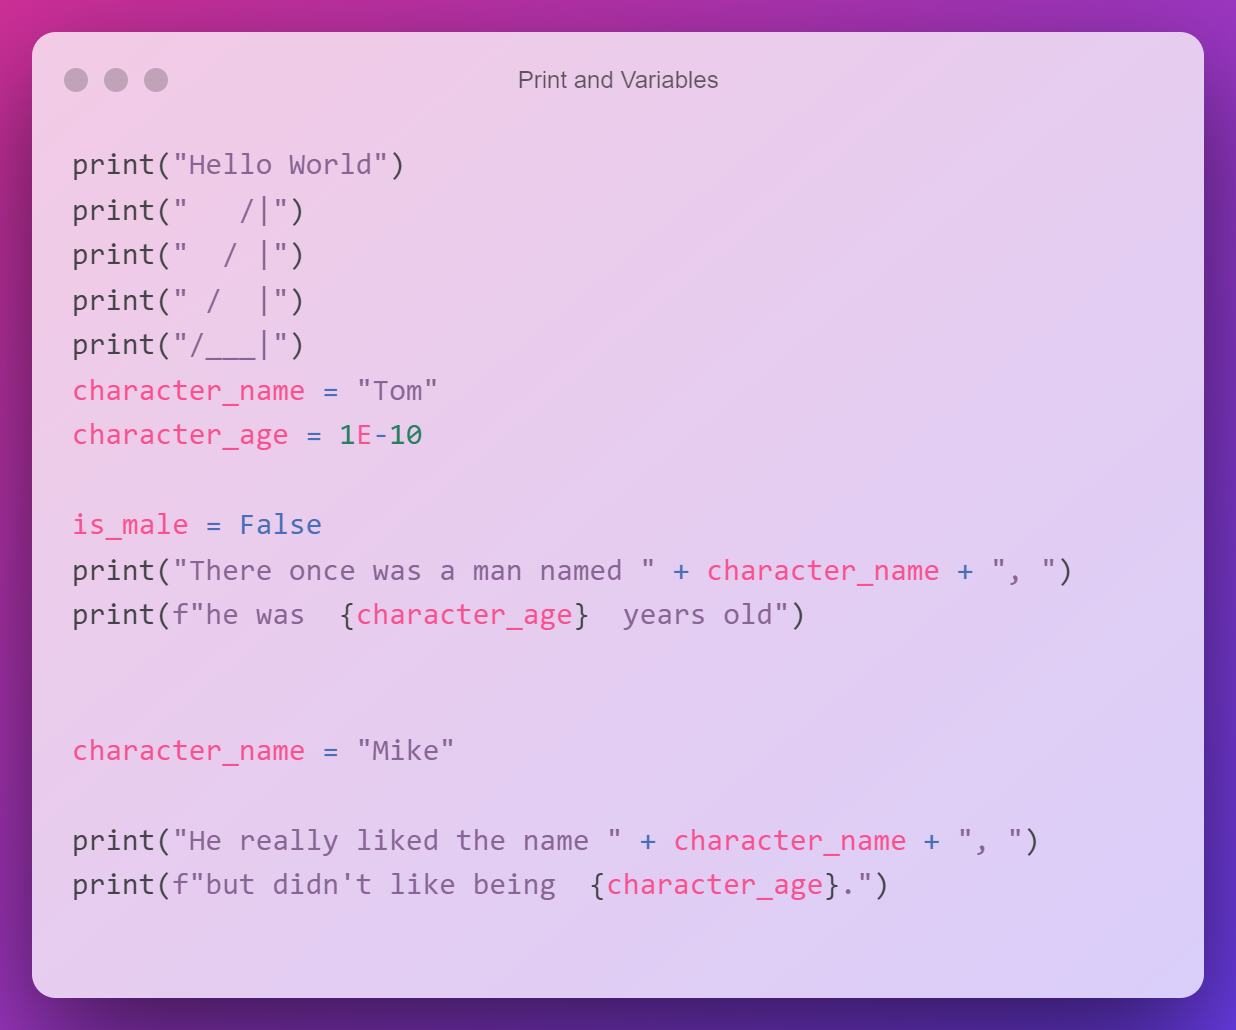 Print and Variables
print("Hello World")
print("   /|")
print("  / |")
print(" /  |")
print("/___|")
character_name = "Tom"
character_age = 1E-10
is_male = False
print("There once was a man named " + character_name + ", ")
print(f"he was  {character_age}  years old")
character_name = "Mike"
print("He really liked the name " + character_name + ", ")
print(f"but didn't like being  {character_age}.")